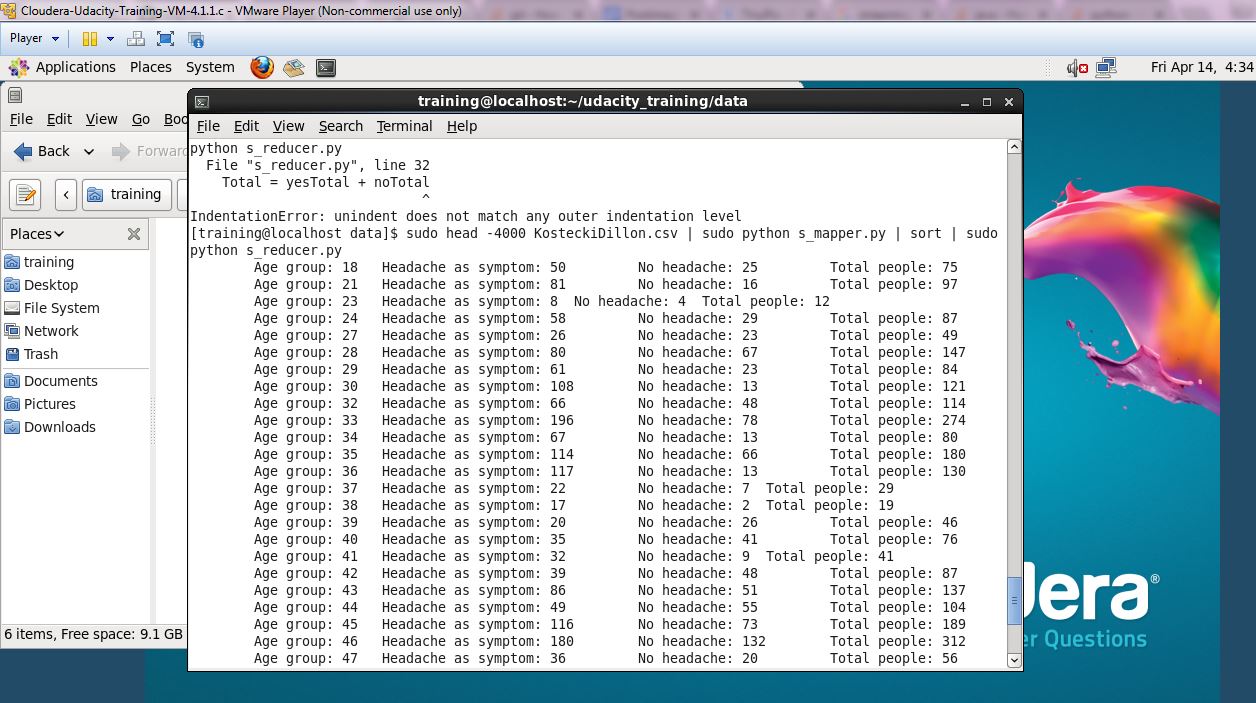 Cloudera-Udacity-Training-VM-4.1.1.c - VMware Player (Non-commercial use only)
Player
Applications Places System Fri Apr 14, 4:34
training@localhost:~/udacity_training/data
File Edit View Go Boo
File Edit View Search Terminal Help
Back Forward
training
Places
training
Desktop
File System
Network
Trash
Documents
Pictures
Downloads
6 items, Free space: 9.1 GB
python s_reducer.py
File "s_reducer.py", line 32
Total = yesTotal + noTotal
^
IndentationError: unindent does not match any outer indentation level
[training@localhost data]$ sudo head -4000 KosteckiDillon.csv | sudo python s_mapper.py | sort | sudo
python s_reducer.py
Age group: 18 Headache as symptom: 50 No headache: 25 Total people: 75
Age group: 21 Headache as symptom: 81 No headache: 16 Total people: 97
Age group: 23 Headache as symptom: 8 No headache: 4 Total people: 12
Age group: 24 Headache as symptom: 58 No headache: 29 Total people: 87
Age group: 27 Headache as symptom: 26 No headache: 23 Total people: 49
Age group: 28 Headache as symptom: 80 No headache: 67 Total people: 147
Age group: 29 Headache as symptom: 61 No headache: 23 Total people: 84
Age group: 30 Headache as symptom: 108 No headache: 13 Total people: 121
Age group: 32 Headache as symptom: 66 No headache: 48 Total people: 114
Age group: 33 Headache as symptom: 196 No headache: 78 Total people: 274
Age group: 34 Headache as symptom: 67 No headache: 13 Total people: 80
Age group: 35 Headache as symptom: 114 No headache: 66 Total people: 180
Age group: 36 Headache as symptom: 117 No headache: 13 Total people: 130
Age group: 37 Headache as symptom: 22 No headache: 7 Total people: 29
Age group: 38 Headache as symptom: 17 No headache: 2 Total people: 19
Age group: 39 Headache as symptom: 20 No headache: 26 Total people: 46
Age group: 40 Headache as symptom: 35 No headache: 41 Total people: 76
Age group: 41 Headache as symptom: 32 No headache: 9 Total people: 41
Age group: 42 Headache as symptom: 39 No headache: 48 Total people: 87
Age group: 43 Headache as symptom: 86 No headache: 51 Total people: 137
Age group: 44 Headache as symptom: 49 No headache: 55 Total people: 104
Age group: 45 Headache as symptom: 116 No headache: 73 Total people: 189
Age group: 46 Headache as symptom: 180 No headache: 132 Total people: 312
Age group: 47 Headache as symptom: 36 No headache: 20 Total people: 56
dera®
er Questions